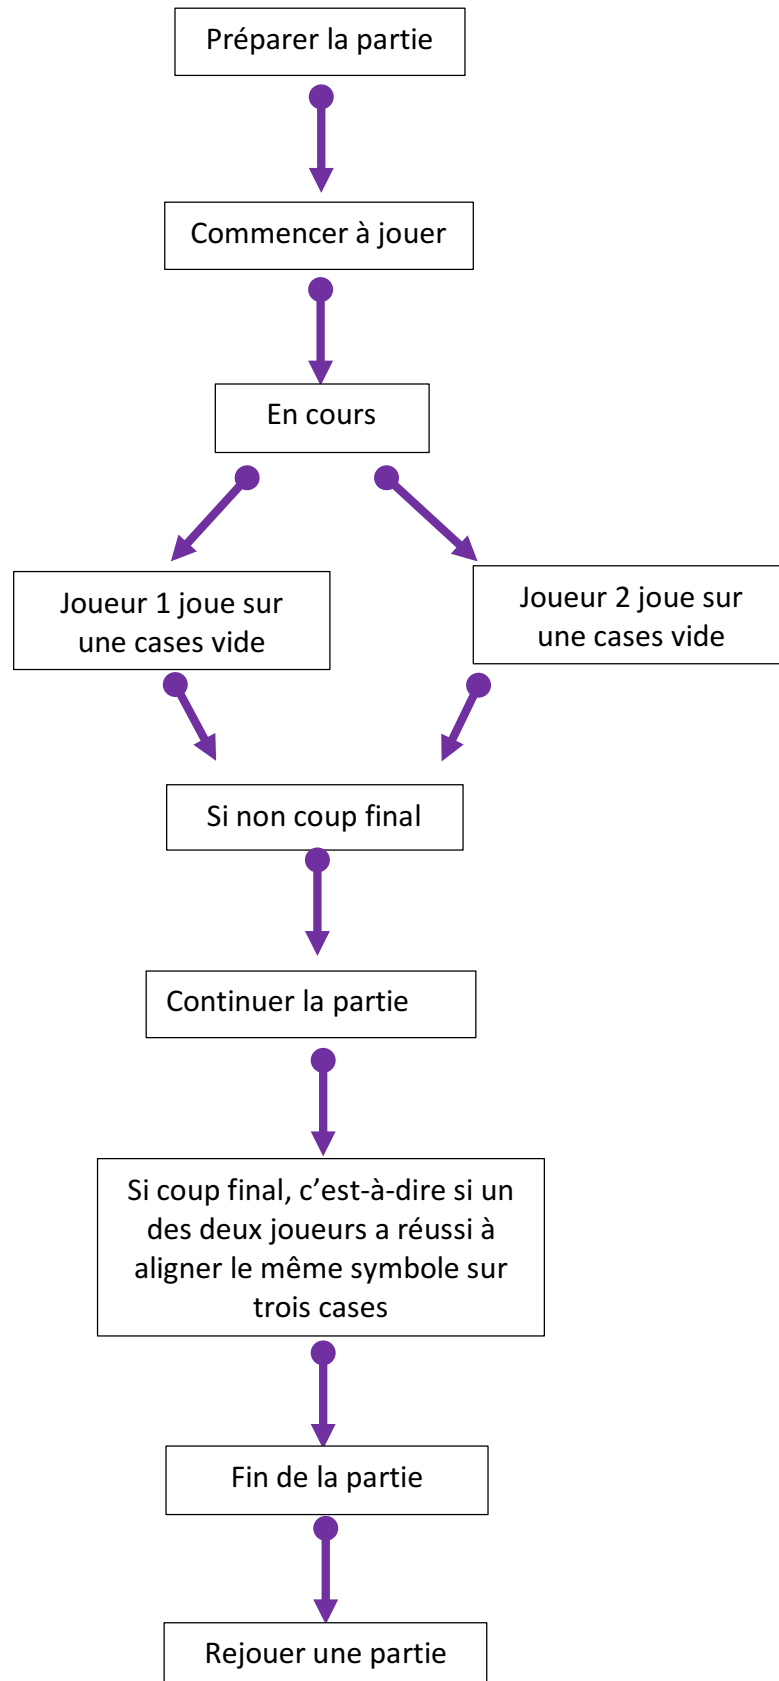 Préparer la partie
Commencer à jouer
En cours
Joueur 1 joue sur
une cases vide
Joueur 2 joue sur
une cases vide
Si non coup final
Continuer la partie
Si coup final, c’est-à-dire si un
des deux joueurs a réussi à
aligner le même symbole sur
trois cases
Fin de la partie
Rejouer une partie